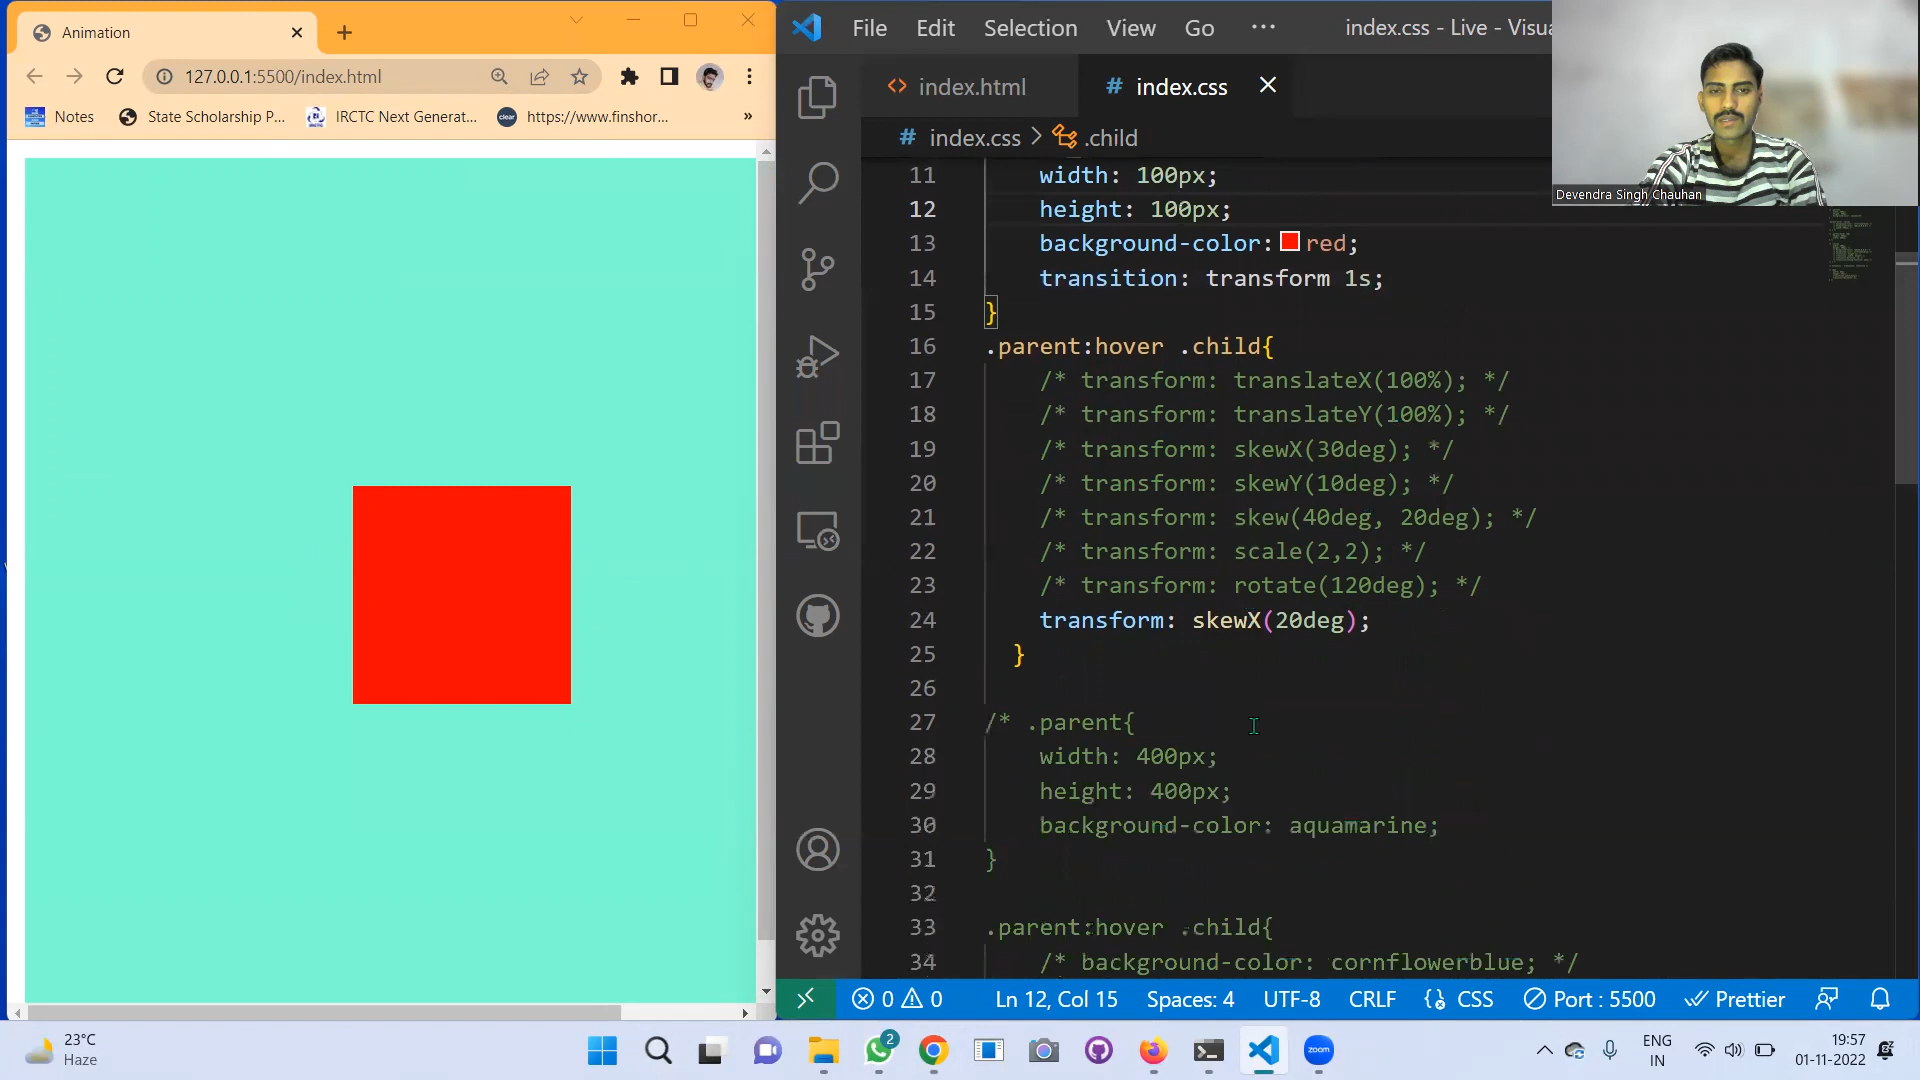 Animation
127.0.0.1:5500/index.html
Notes
State Scholarship P...
IRCTC Next Generat...
clear
https://www.finshor...
»
File Edit Selection View Go ···
index.css - Live - Visua
index.html
index.css
index.css > .child
11 width: 100px;
12 height: 100px;
13 background-color: red;
14 transition: transform 1s;
15 }
16 .parent:hover .child{
17 /* transform: translateX(100%); */
18 /* transform: translateY(100%); */
19 /* transform: skewX(30deg); */
20 /* transform: skewY(10deg); */
21 /* transform: skew(40deg, 20deg); */
22 /* transform: scale(2,2); */
23 /* transform: rotate(120deg); */
24 transform: skewX(20deg);
25 }
26
27 /* .parent{
28 width: 400px;
29 height: 400px;
30 background-color: aquamarine;
31 }
32
33 .parent:hover .child{
34 /* background-color: cornflowerblue; */
Devendra Singh Chauhan
0 0 Ln 12, Col 15 Spaces: 4 UTF-8 CRLF CSS Port : 5500 Prettier
23°C
Haze
2
zoom
ENG
IN
19:57
01-11-2022